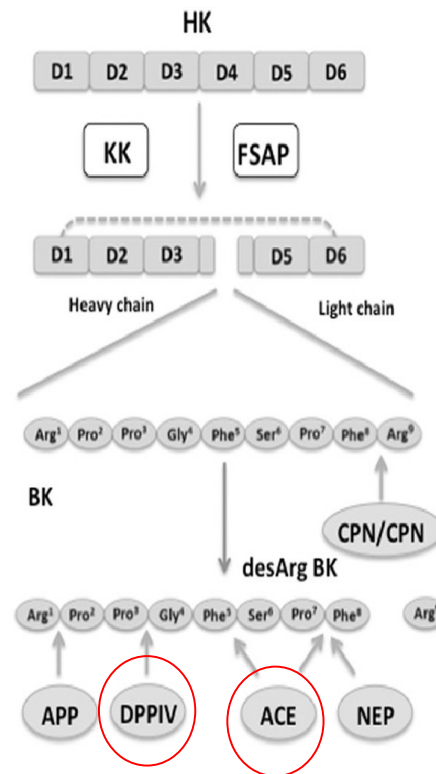 HK
D1 D2 D3 D4 D5 D6
KK FSAP
D1 D2 D3 D5 D6
Heavy chain Light chain
Arg¹ Pro² Pro³ Gly⁴ Phe⁵ Ser⁶ Pro⁷ Phe⁸ Arg⁹
BK
CPN/CPN
desArg BK
Arg¹ Pro² Pro³ Gly⁴ Phe⁵ Ser⁶ Pro⁷ Phe⁸ Arg
APP DPPIV ACE NEP